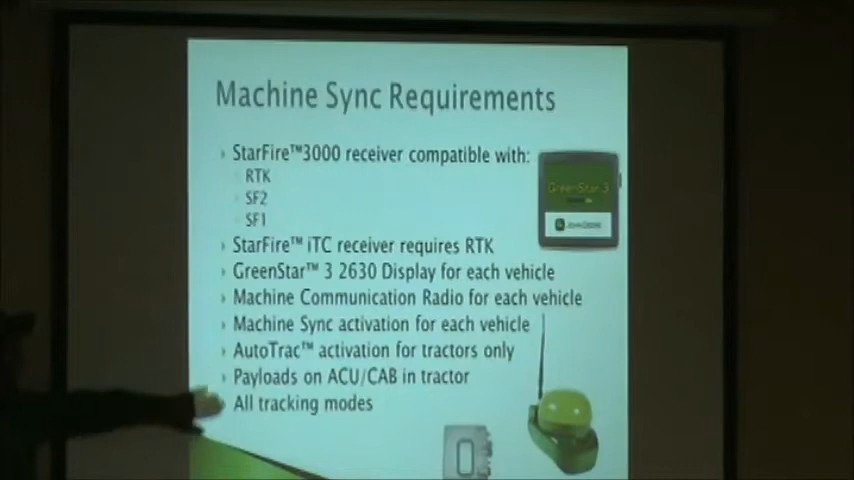 Machine Sync Requirements
StarFire™3000 receiver compatible with:
RTK
SF2
SF1
StarFire™ iTC receiver requires RTK
GreenStar™ 3 2630 Display for each vehicle
Machine Communication Radio for each vehicle
Machine Sync activation for each vehicle
AutoTrac™ activation for tractors only
Payloads on ACU/CAB in tractor
All tracking modes
GreenStar 3
John Deere